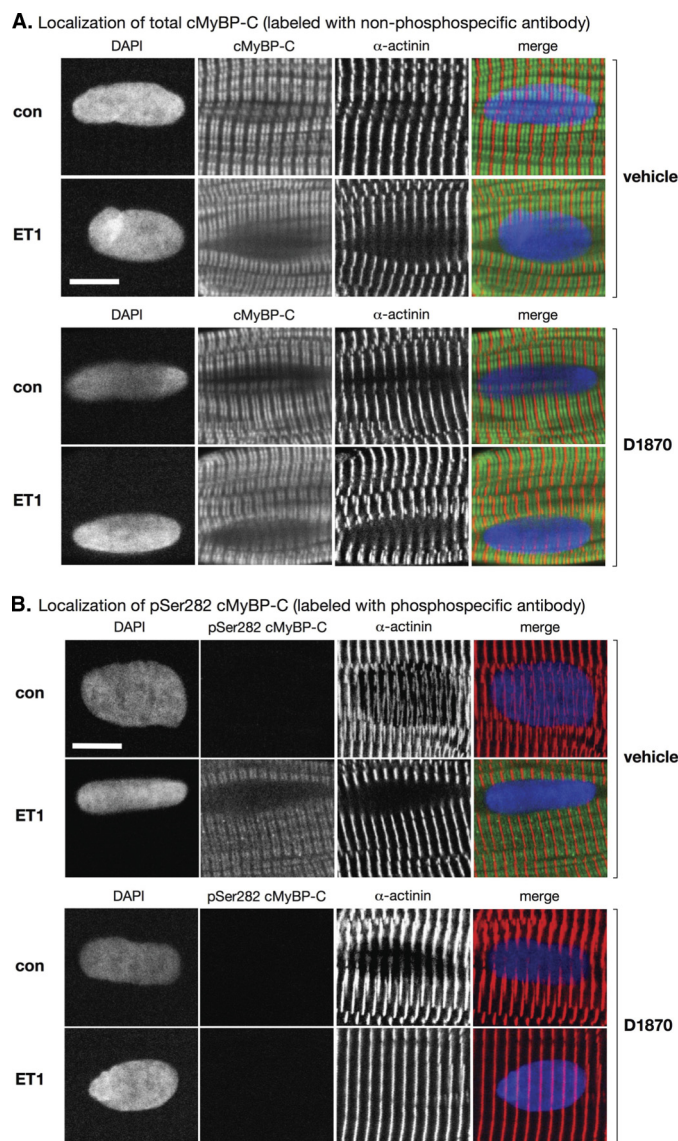 A. Localization of total cMyBP-C (labeled with non-phosphospecific antibody)
DAPI cMyBP-C α-actinin merge
con
ET1
vehicle
DAPI cMyBP-C α-actinin merge
con
ET1
D1870
B. Localization of pSer282 cMyBP-C (labeled with phosphospecific antibody)
DAPI pSer282 cMyBP-C α-actinin merge
con
ET1
vehicle
DAPI pSer282 cMyBP-C α-actinin merge
con
ET1
D1870